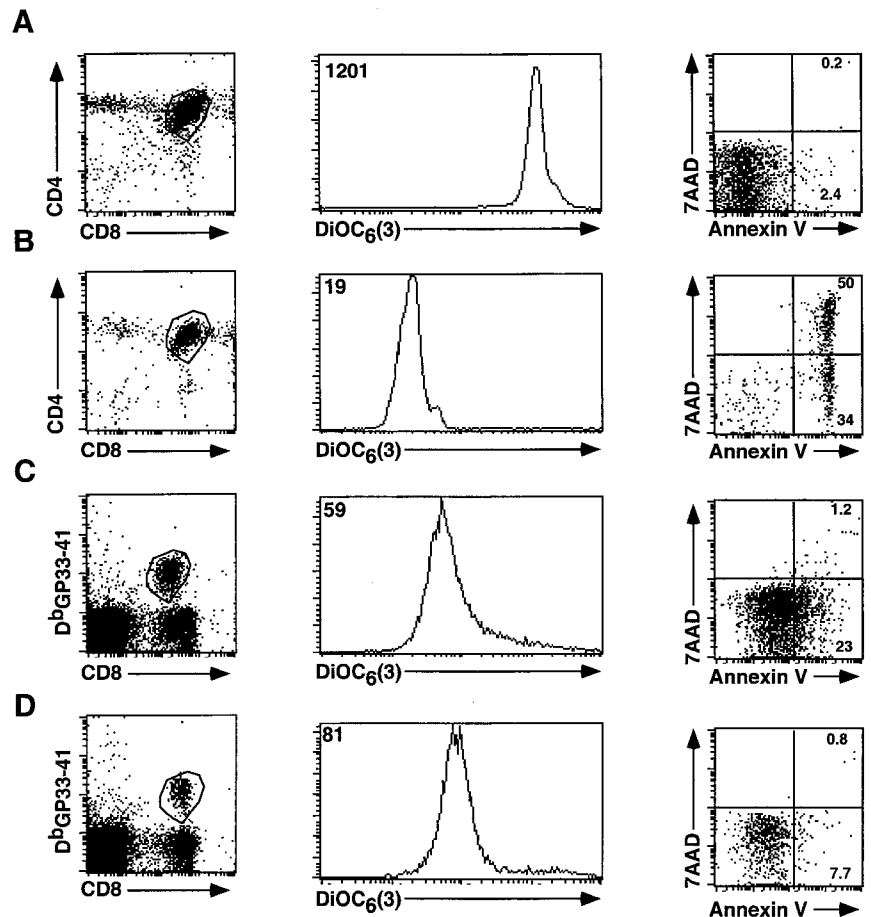 A
CD4
CD8
1201
DiOC6(3)
7AAD
0.2
2.4
Annexin V
B
CD4
CD8
19
DiOC6(3)
7AAD
50
34
Annexin V
C
DbGP33-41
CD8
59
DiOC6(3)
7AAD
1.2
23
Annexin V
D
DbGP33-41
CD8
81
DiOC6(3)
7AAD
0.8
7.7
Annexin V